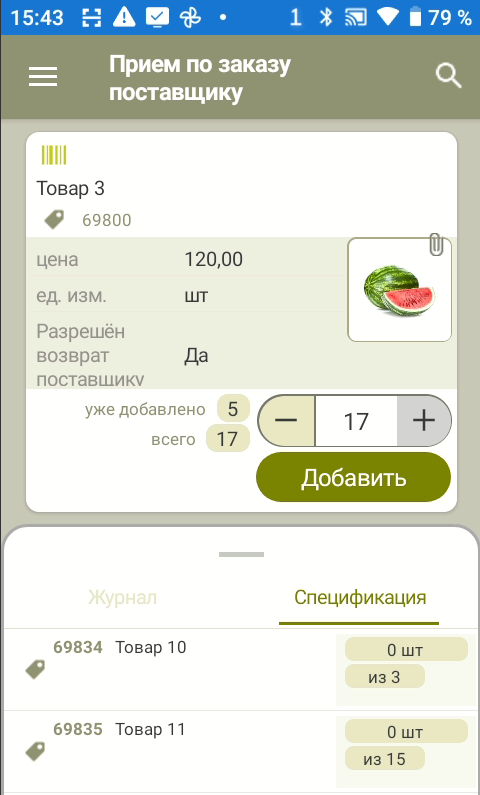 15:43 1 79 %
Прием по заказу
поставщику
Товар 3
69800
цена 120,00
ед. изм. шт
Разрешён
возврат Да
поставщику
уже добавлено 5
всего 17
17
Добавить
Журнал Спецификация
69834 Товар 10 0 шт
из 3
69835 Товар 11 0 шт
из 15